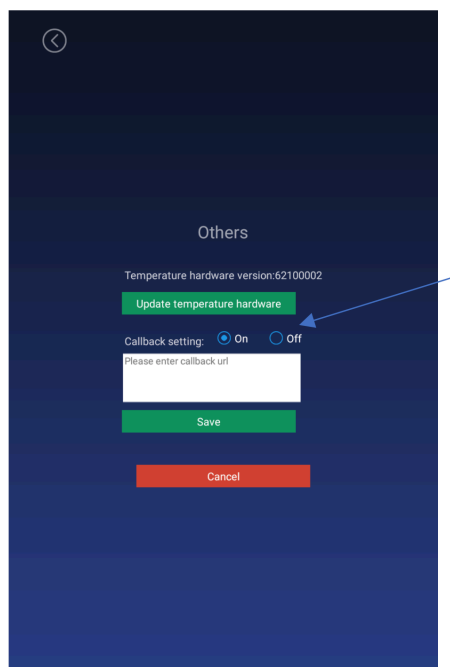 Others
Temperature hardware version:62100002
Update temperature hardware
Callback setting: On Off
Please enter callback url
Save
Cancel